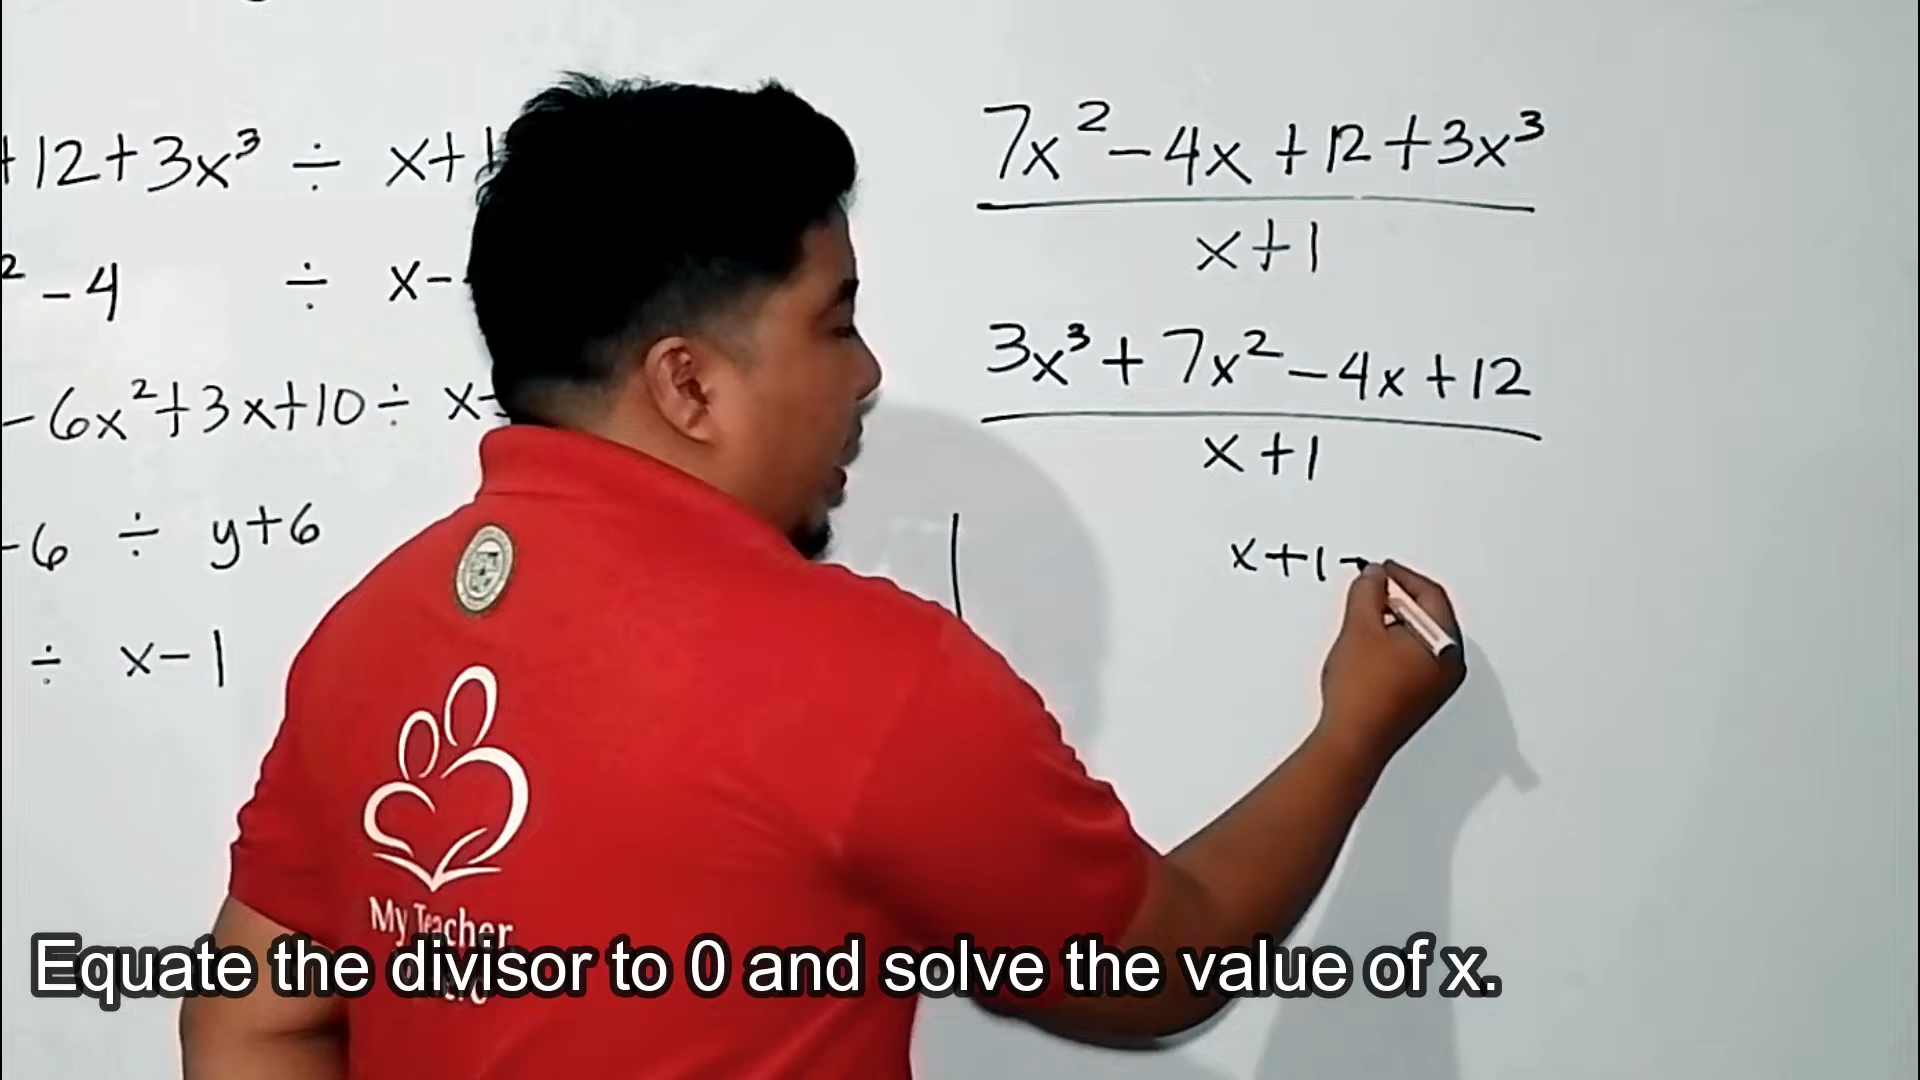 +12+3x³ ÷ x+1
² -4 ÷ x-
-6x²+3x+10÷ x-
-6 ÷ y+6
÷ x-1
7x²-4x+12+3x³
x+1
3x³+7x²-4x+12
x+1
x+1-
My Teacher
Equate the divisor to 0 and solve the value of x.